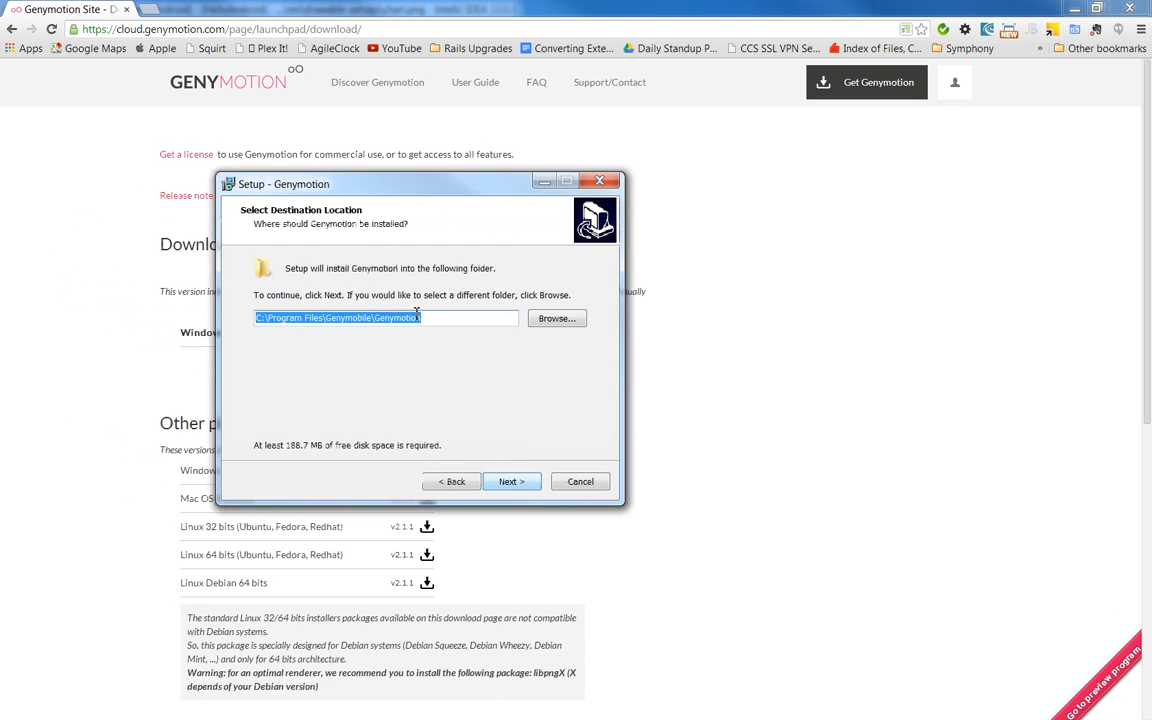 Genymotion Site - D
https://cloud.genymotion.com/page/launchpad/download/
Apps Google Maps Apple Squirt [] Plex It! AgileClock YouTube Rails Upgrades Converting Exte... Daily Standup P... CCS SSL VPN Se... Index of Files, C... Symphony » Other bookmarks
GENYMOTION Discover Genymotion User Guide FAQ Support/Contact Get Genymotion
Get a license to use Genymotion for commercial use, or to get access to all features.
Release note
Downlo
This version in
nually
Windo
Other p
These versions
Window
Mac OS
Linux 32 bits (Ubuntu, Fedora, Redhat) v2.1.1
Linux 64 bits (Ubuntu, Fedora, Redhat) v2.1.1
Linux Debian 64 bits v2.1.1
The standard Linux 32/64 bits installers packages available on this download page are not compatible
with Debian systems.
So, this package is specially designed for Debian systems (Debian Squeeze, Debian Wheezy, Debian
Mint, ...) and only for 64 bits architecture.
Warning: for an optimal renderer, we recommend you to install the following package: libpngX (X
depends of your Debian version)
Setup - Genymotion
Select Destination Location
Where should Genymotion be installed?
Setup will install Genymotion into the following folder.
To continue, click Next. If you would like to select a different folder, click Browse.
C:\Program Files\Genymobile\Genymotion
Browse...
At least 188.7 MB of free disk space is required.
< Back Next > Cancel
Go to preview program